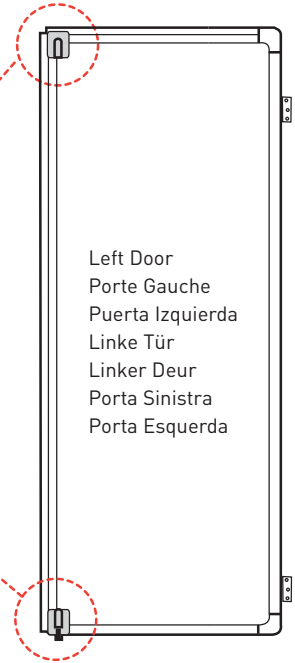 Left Door
Porte Gauche
Puerta Izquierda
Linke Tür
Linker Deur
Porta Sinistra
Porta Esquerda